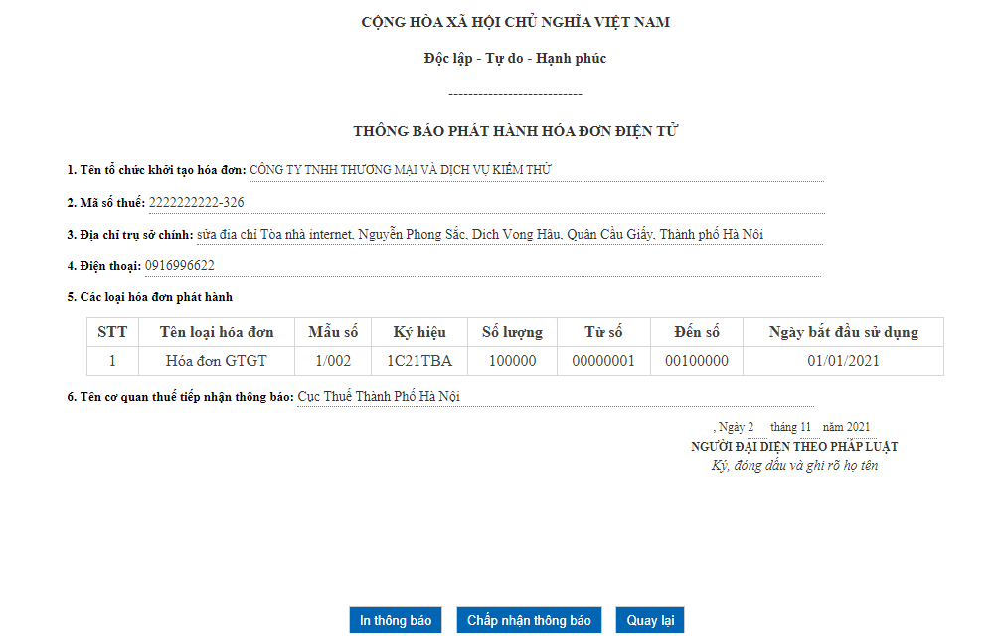 CỘNG HÒA XÃ HỘI CHỦ NGHĨA VIỆT NAM
Độc lập - Tự do - Hạnh phúc
---------------------------
THÔNG BÁO PHÁT HÀNH HÓA ĐƠN ĐIỆN TỬ
1. Tên tổ chức khởi tạo hóa đơn: CÔNG TY TNHH THƯƠNG MẠI VÀ DỊCH VỤ KIỂM THỬ
2. Mã số thuế: 2222222222-326
3. Địa chỉ trụ sở chính: sửa địa chỉ Tòa nhà internet, Nguyễn Phong Sắc, Dịch Vọng Hậu, Quận Cầu Giấy, Thành phố Hà Nội
4. Điện thoại: 0916996622
5. Các loại hóa đơn phát hành
STT Tên loại hóa đơn Mẫu số Ký hiệu Số lượng Từ số Đến số Ngày bắt đầu sử dụng
1 Hóa đơn GTGT 1/002 1C21TBA 100000 00000001 00100000 01/01/2021
6. Tên cơ quan thuế tiếp nhận thông báo: Cục Thuế Thành Phố Hà Nội
, Ngày 2 tháng 11 năm 2021
NGƯỜI ĐẠI DIỆN THEO PHÁP LUẬT
Ký, đóng dấu và ghi rõ họ tên
In thông báo Chấp nhận thông báo Quay lại